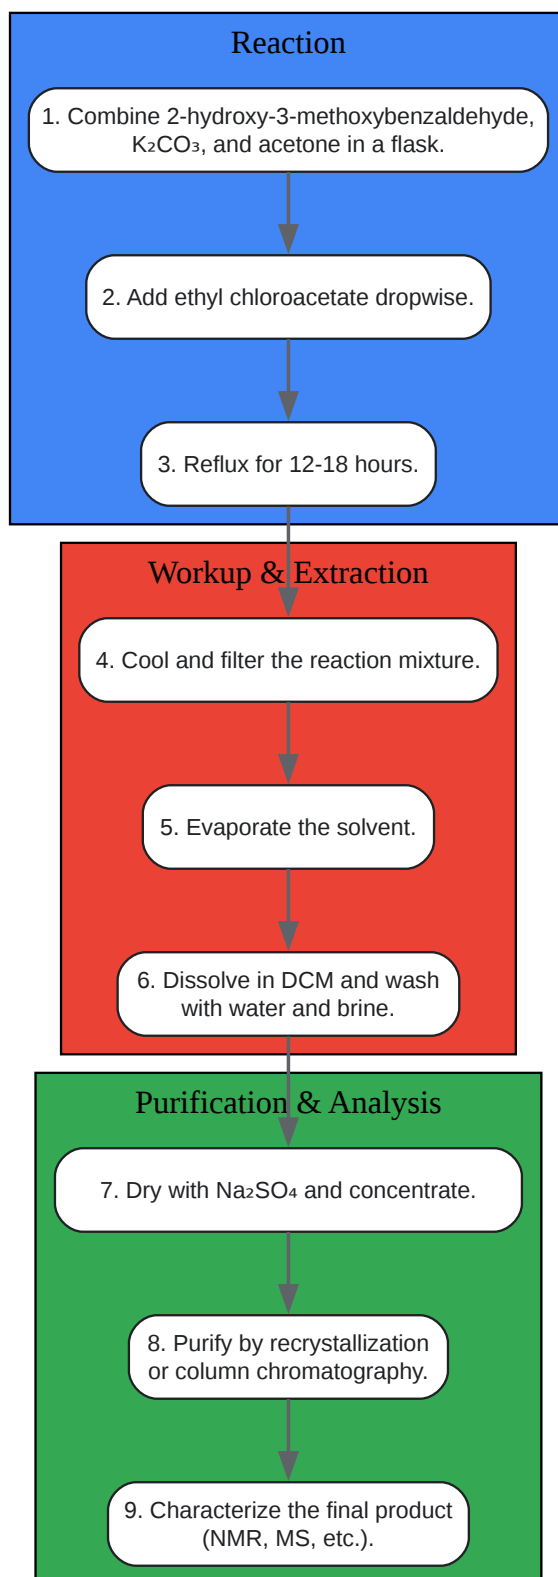 Reaction
1. Combine 2-hydroxy-3-methoxybenzaldehyde,
K₂CO₃, and acetone in a flask.
2. Add ethyl chloroacetate dropwise.
3. Reflux for 12-18 hours.
Workup & Extraction
4. Cool and filter the reaction mixture.
5. Evaporate the solvent.
6. Dissolve in DCM and wash
with water and brine.
Purification & Analysis
7. Dry with Na₂SO₄ and concentrate.
8. Purify by recrystallization
or column chromatography.
9. Characterize the final product
(NMR, MS, etc.).